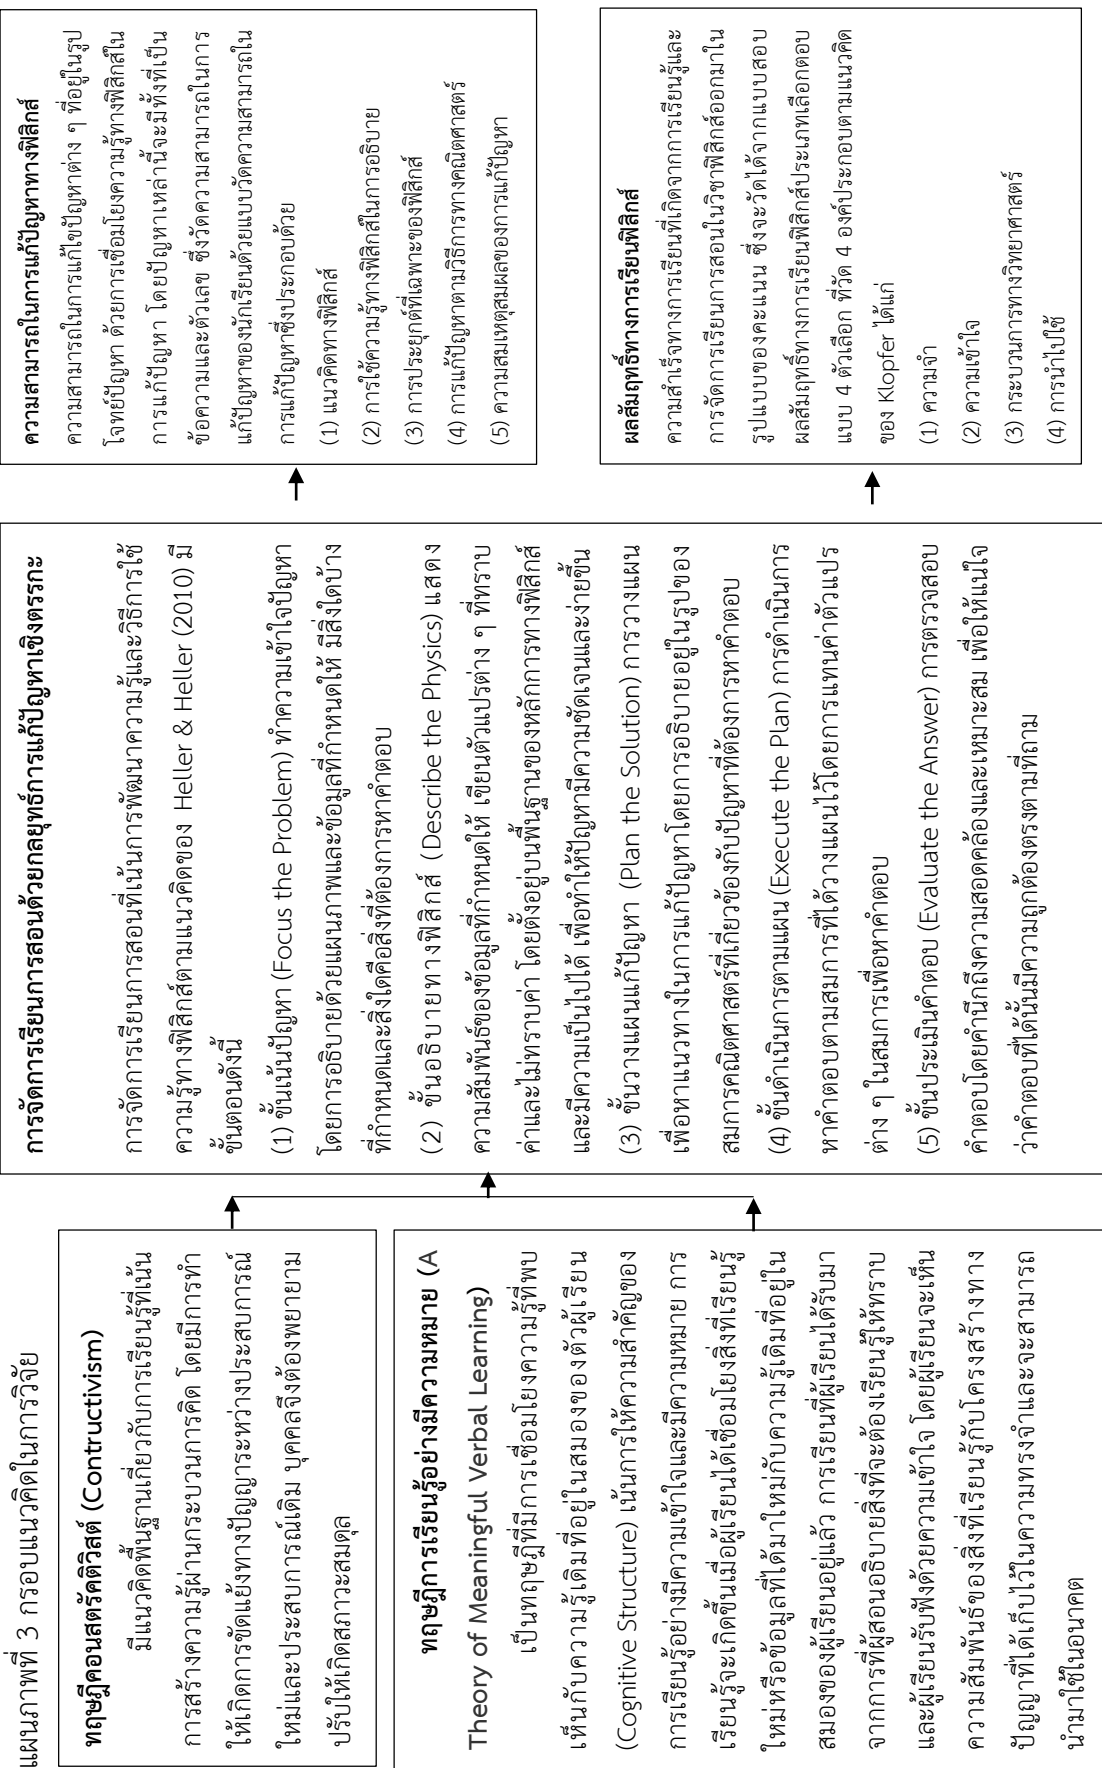 แผนภาพที่ 3 กรอบแนวคิดในการวิจัย
ทฤษฎีคอนสตรัคติวิสต์ (Contructivism)
มีแนวคิดพื้นฐานเกี่ยวกับการเรียนรู้ที่เน้น
การสร้างความรู้ผ่านกระบวนการคิด โดยมีการทำ
ให้เกิดการขัดแย้งทางปัญญาระหว่างประสบการณ์
ใหม่และประสบการณ์เดิม บุคคลจึงต้องพยายาม
ปรับให้เกิดสภาวะสมดุล
ทฤษฎีการเรียนรู้อย่างมีความหมาย (A
Theory of Meaningful Verbal Learning)
เป็นทฤษฎีที่มีการเชื่อมโยงความรู้ที่พบ
เห็นกับความรู้เดิมที่อยู่ในสมองของตัวผู้เรียน
(Cognitive Structure) เน้นการให้ความสำคัญของ
การเรียนรู้อย่างมีความเข้าใจและมีความหมาย การ
เรียนรู้จะเกิดขึ้นเมื่อผู้เรียนได้เชื่อมโยงสิ่งที่เรียนรู้
ใหม่หรือข้อมูลที่ได้มาใหม่กับความรู้เดิมที่อยู่ใน
สมองของผู้เรียนอยู่แล้ว การเรียนที่ผู้เรียนได้รับมา
จากการที่ผู้สอนอธิบายสิ่งที่จะต้องเรียนรู้ให้ทราบ
และผู้เรียนรับฟังด้วยความเข้าใจ โดยผู้เรียนจะเห็น
ความสัมพันธ์ของสิ่งที่เรียนรู้กับโครงสร้างทาง
ปัญญาที่ได้เก็บไว้ในความทรงจำและจะสามารถ
นำมาใช้ในอนาคต
การจัดการเรียนการสอนด้วยกลยุทธ์การแก้ปัญหาเชิงตรรกะ
การจัดการเรียนการสอนที่เน้นการพัฒนาความรู้และวิธีการใช้
ความรู้ทางฟิสิกส์ตามแนวคิดของ Heller & Heller (2010) มี
ขั้นตอนดังนี้
(1) ขั้นเน้นปัญหา (Focus the Problem) ทำความเข้าใจปัญหา
โดยการอธิบายด้วยแผนภาพและข้อมูลที่กำหนดให้ มีสิ่งใดบ้าง
ที่กำหนดและสิ่งใดคือสิ่งที่ต้องการหาคำตอบ
(2) ขั้นอธิบายทางฟิสิกส์ (Describe the Physics) แสดง
ความสัมพันธ์ของข้อมูลที่กำหนดให้ เขียนตัวแปรต่าง ๆ ที่ทราบ
ค่าและไม่ทราบค่า โดยตั้งอยู่บนพื้นฐานของหลักการทางฟิสิกส์
และมีความเป็นไปได้ เพื่อทำให้ปัญหามีความชัดเจนและง่ายขึ้น
(3) ขั้นวางแผนแก้ปัญหา (Plan the Solution) การวางแผน
เพื่อหาแนวทางในการแก้ปัญหาโดยการอธิบายอยู่ในรูปของ
สมการคณิตศาสตร์ที่เกี่ยวข้องกับปัญหาที่ต้องการหาคำตอบ
(4) ขั้นดำเนินการตามแผน (Execute the Plan) การดำเนินการ
หาคำตอบตามสมการที่ได้วางแผนไว้โดยการแทนค่าตัวแปร
ต่าง ๆ ในสมการเพื่อหาคำตอบ
(5) ขั้นประเมินคำตอบ (Evaluate the Answer) การตรวจสอบ
คำตอบโดยคำนึกถึงความสอดคล้องและเหมาะสม เพื่อให้แน่ใจ
ว่าคำตอบที่ได้นั้นมีความถูกต้องตรงตามที่ถาม
ความสามารถในการแก้ปัญหาทางฟิสิกส์
ความสามารถในการแก้ไขปัญหาต่าง ๆ ที่อยู่ในรูป
โจทย์ปัญหา ด้วยการเชื่อมโยงความรู้ทางฟิสิกส์ใน
การแก้ปัญหา โดยปัญหาเหล่านี้จะมีทั้งที่เป็น
ข้อความและตัวเลข ซึ่งวัดความสามารถในการ
แก้ปัญหาของนักเรียนด้วยแบบวัดความสามารถใน
การแก้ปัญหาซึ่งประกอบด้วย
(1) แนวคิดทางฟิสิกส์
(2) การใช้ความรู้ทางฟิสิกส์ในการอธิบาย
(3) การประยุกต์ที่เฉพาะของฟิสิกส์
(4) การแก้ปัญหาตามวิธีการทางคณิตศาสตร์
(5) ความสมเหตุสมผลของการแก้ปัญหา
ผลสัมฤทธิ์ทางการเรียนฟิสิกส์
ความสำเร็จทางการเรียนที่เกิดจากการเรียนรู้และ
การจัดการเรียนการสอนในวิชาฟิสิกส์ออกมาใน
รูปแบบของคะแนน ซึ่งจะวัดได้จากแบบสอบ
ผลสัมฤทธิ์ทางการเรียนฟิสิกส์ประเภทเลือกตอบ
แบบ 4 ตัวเลือก ที่วัด 4 องค์ประกอบตามแนวคิด
ของ Klopfer ได้แก่
(1) ความจำ
(2) ความเข้าใจ
(3) กระบวนการทางวิทยาศาสตร์
(4) การนำไปใช้